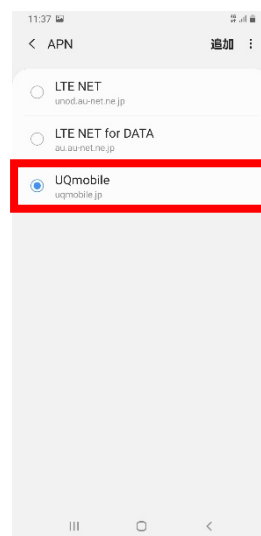 11:37
APN 追加
LTE NET
unod.au-net.ne.jp
LTE NET for DATA
au.au-net.ne.jp
UQmobile
uqmobile.jp